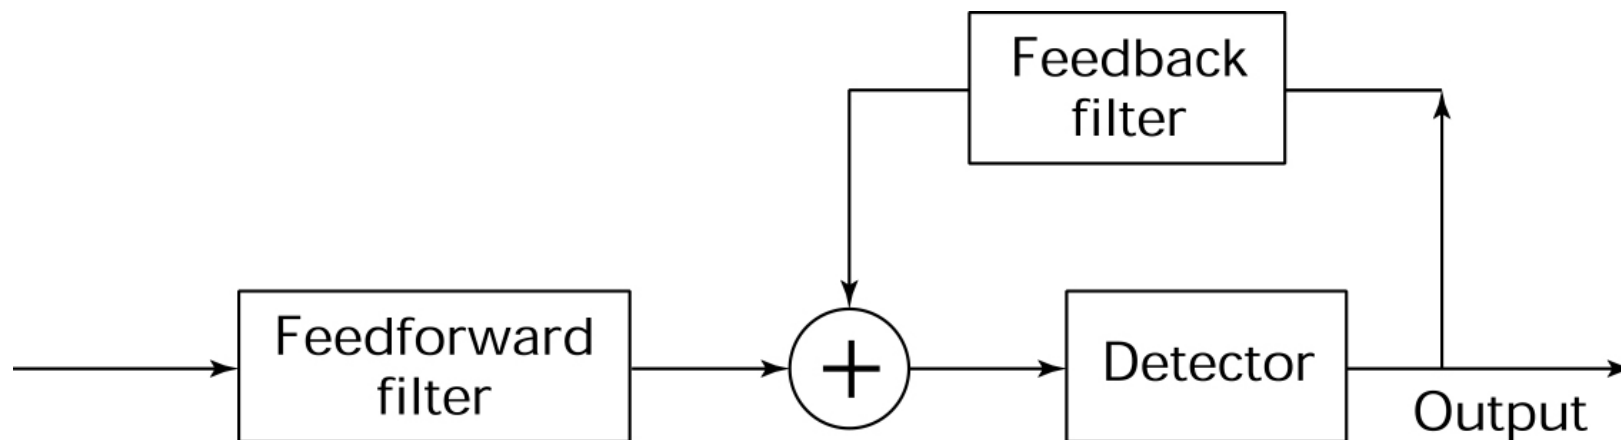 Feedback
filter
Feedforward
filter
+
Detector
Output